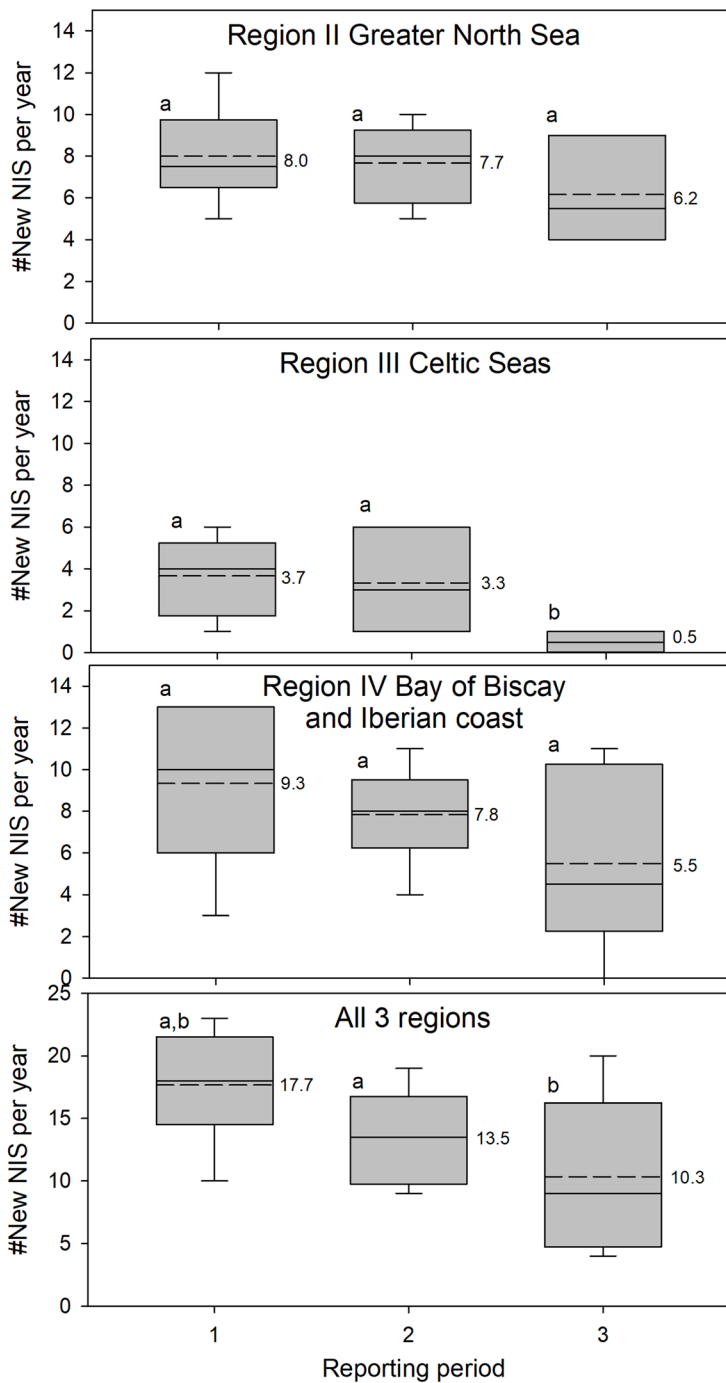 Region II Greater North Sea
#New NIS per year
14
12
10
8
6
4
2
0
a
a
a
8.0
7.7
6.2
Region III Celtic Seas
#New NIS per year
14
12
10
8
6
4
2
0
a
a
b
3.7
3.3
0.5
Region IV Bay of Biscay
and Iberian coast
#New NIS per year
14
12
10
8
6
4
2
0
a
a
a
9.3
7.8
5.5
All 3 regions
#New NIS per year
25
20
15
10
5
0
a,b
a
b
17.7
13.5
10.3
1
2
3
Reporting period